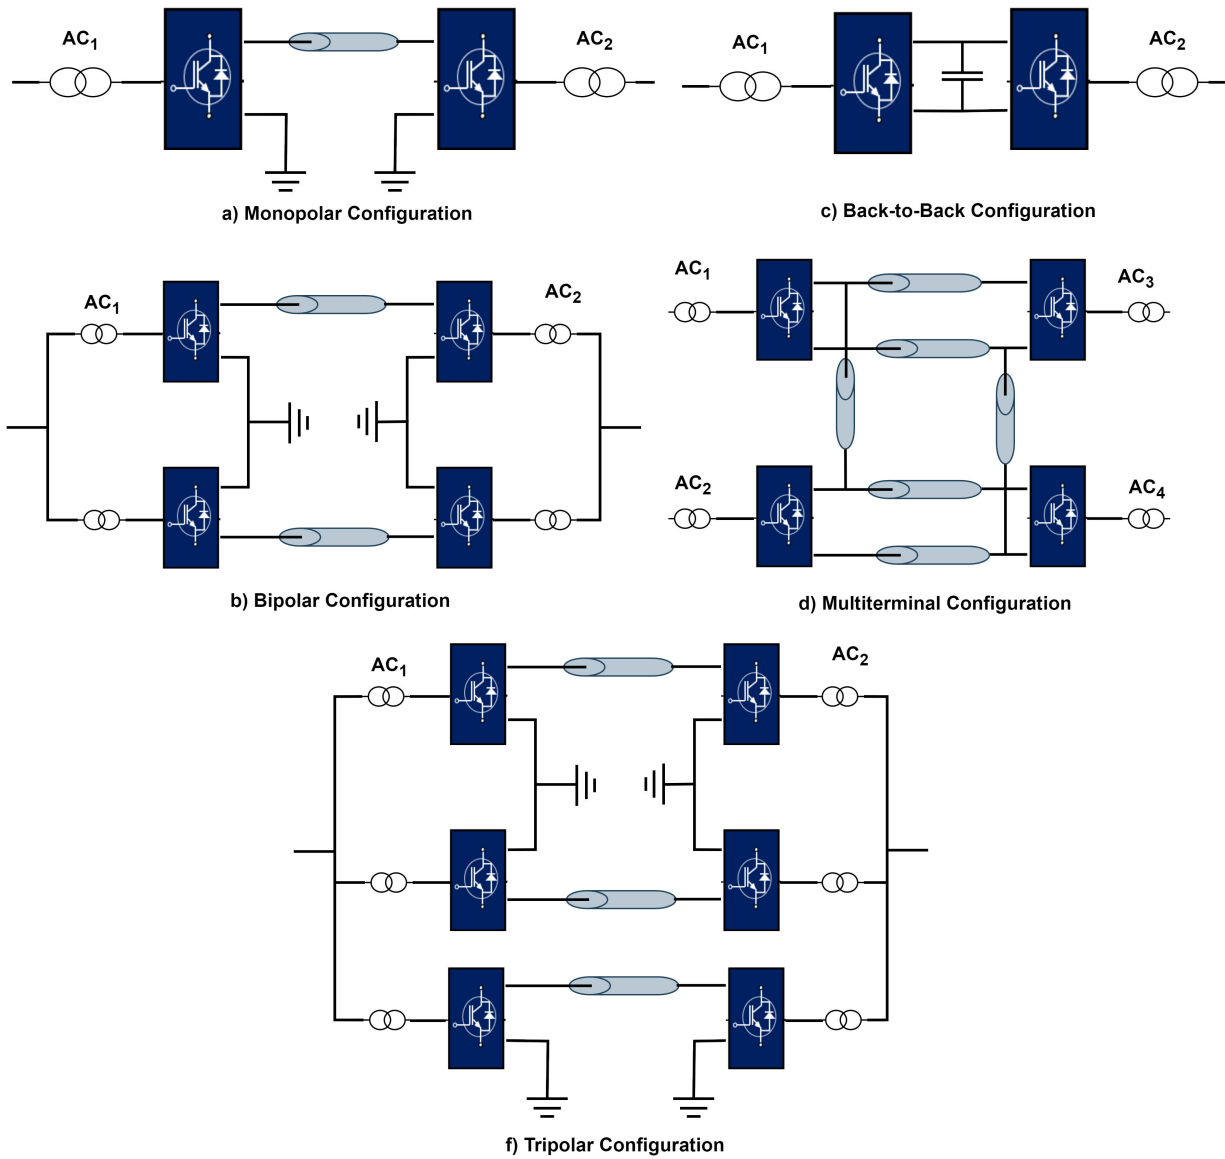 AC1
AC2
a) Monopolar Configuration
AC1
AC2
c) Back-to-Back Configuration
AC1
AC2
b) Bipolar Configuration
AC1
AC3
AC2
AC4
d) Multiterminal Configuration
AC1
AC2
f) Tripolar Configuration